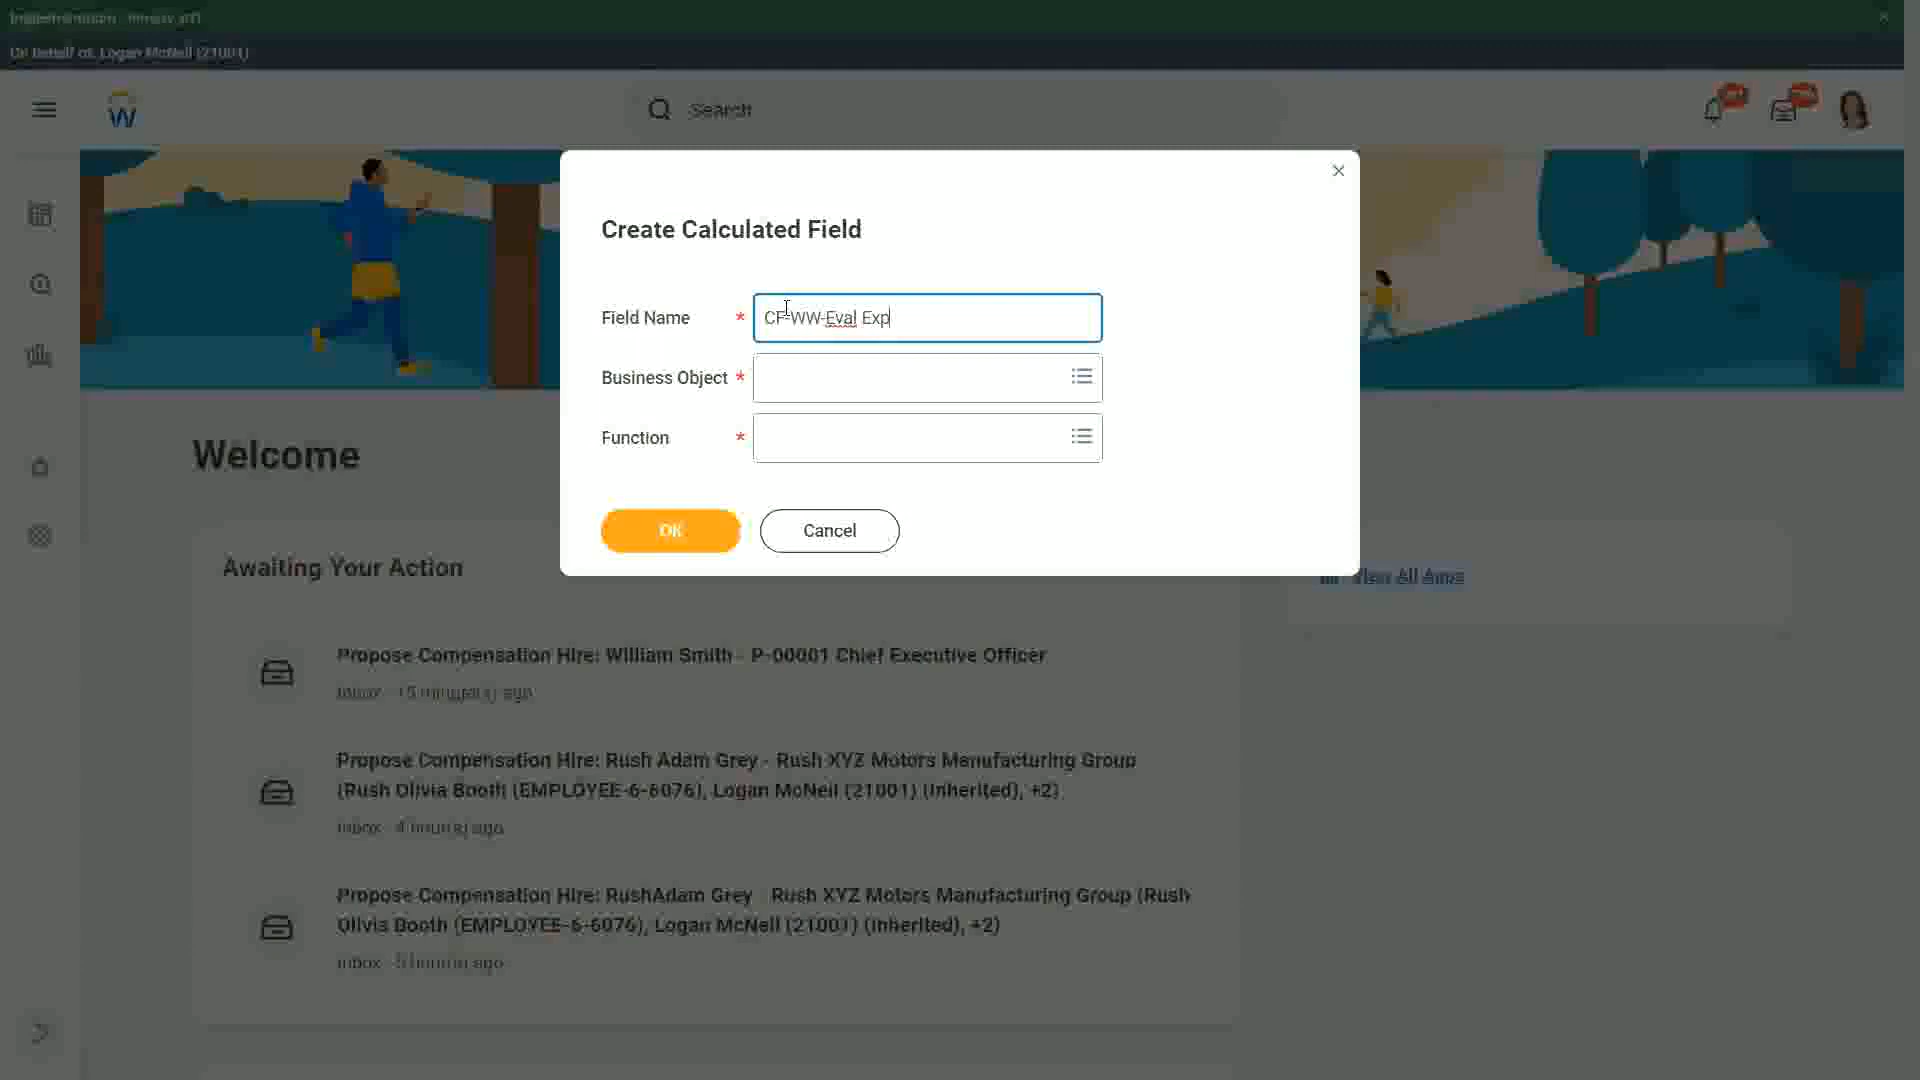 On behalf of: Logan McNeil (21001)
W
Search
Create Calculated Field
Field Name *
CF-WW-Eval Exp
Business Object *
Function *
OK
Cancel
Welcome
Awaiting Your Action
View All Apps
Propose Compensation Hire: William Smith - P-00001 Chief Executive Officer
Inbox - 15 minute(s) ago
Propose Compensation Hire: Rush Adam Grey - Rush XYZ Motors Manufacturing Group
(Rush Olivia Booth (EMPLOYEE-6-6076), Logan McNeil (21001) (Inherited), +2)
Inbox - 4 hour(s) ago
Propose Compensation Hire: RushAdam Grey - Rush XYZ Motors Manufacturing Group (Rush
Olivia Booth (EMPLOYEE-6-6076), Logan McNeil (21001) (Inherited), +2)
Inbox - 5 hour(s) ago